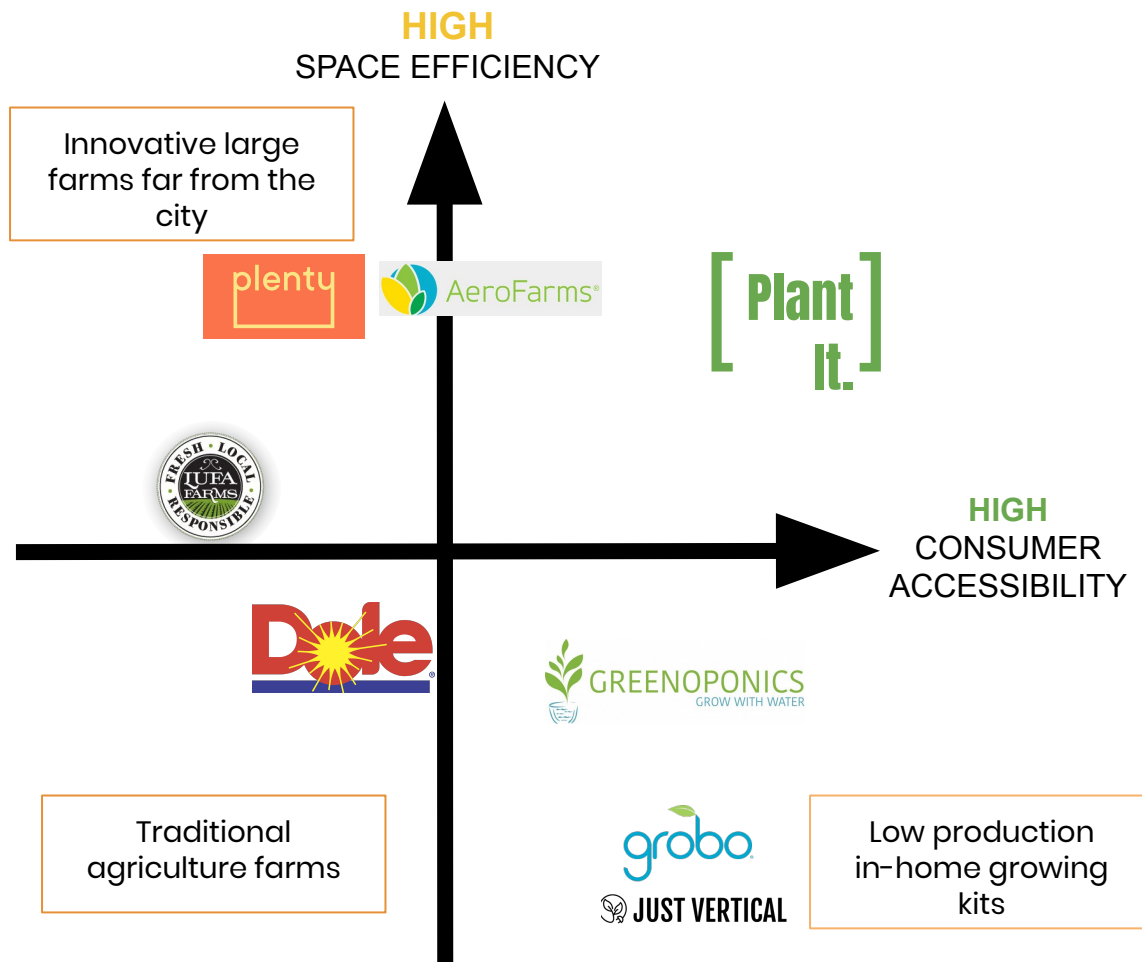 HIGH
SPACE EFFICIENCY
Innovative large
farms far from the
city
plenty
AeroFarms®
[Plant
It.]
FRESH • LOCAL
LUFA
FARMS
RESPONSIBLE
HIGH
CONSUMER
ACCESSIBILITY
Dole®
GREENOPONICS
GROW WITH WATER
Traditional
agriculture farms
grobo
JUST VERTICAL
Low production
in-home growing
kits